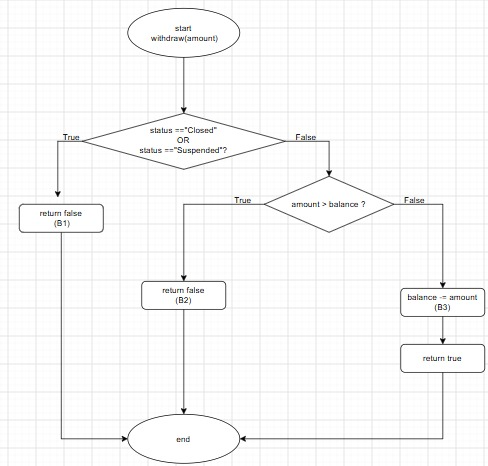 start
withdraw(amount)
status =="Closed"
OR
status =="Suspended"?
True
False
return false
(B1)
amount > balance ?
True
False
return false
(B2)
balance -= amount
(B3)
return true
end